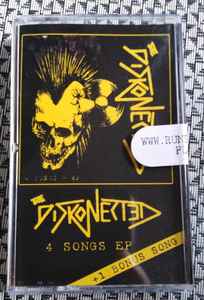 DISKONECTED
WWW.RUN
DISKONECTED
4 SONGS EP
+1 BONUS SONG